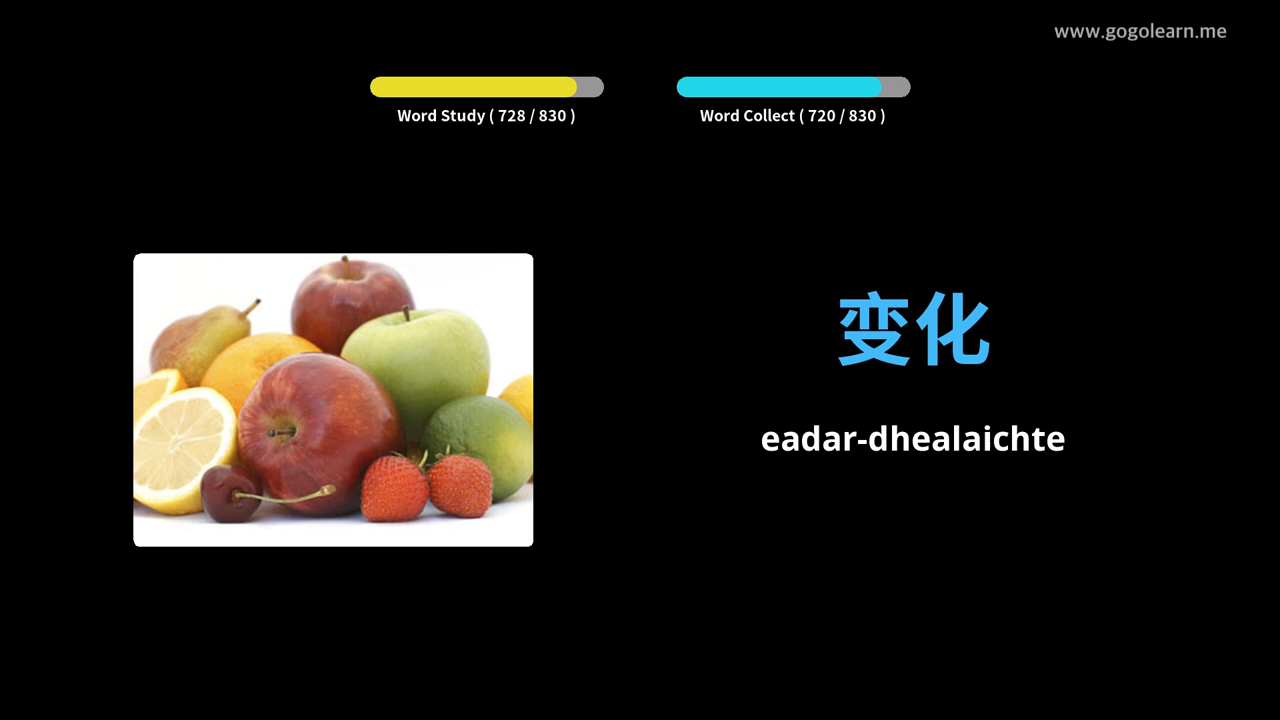 www.gogolearn.me
Word Study ( 728 / 830 )
Word Collect ( 720 / 830 )
变化
eadar-dhealaichte